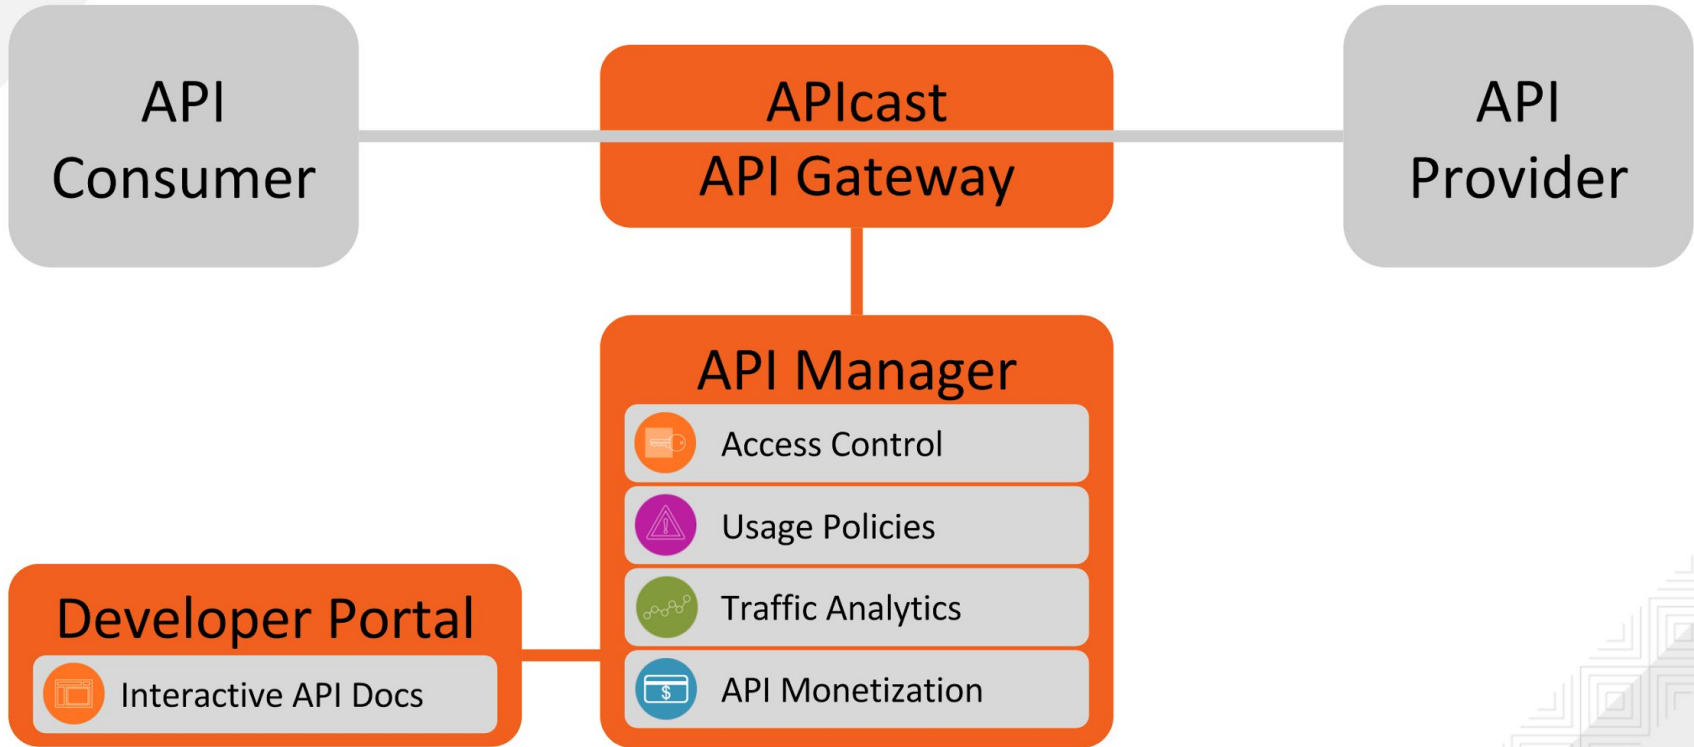 API
Consumer
APIcast
API Gateway
API
Provider
API Manager
Access Control
Usage Policies
Traffic Analytics
$
API Monetization
Developer Portal
Interactive API Docs